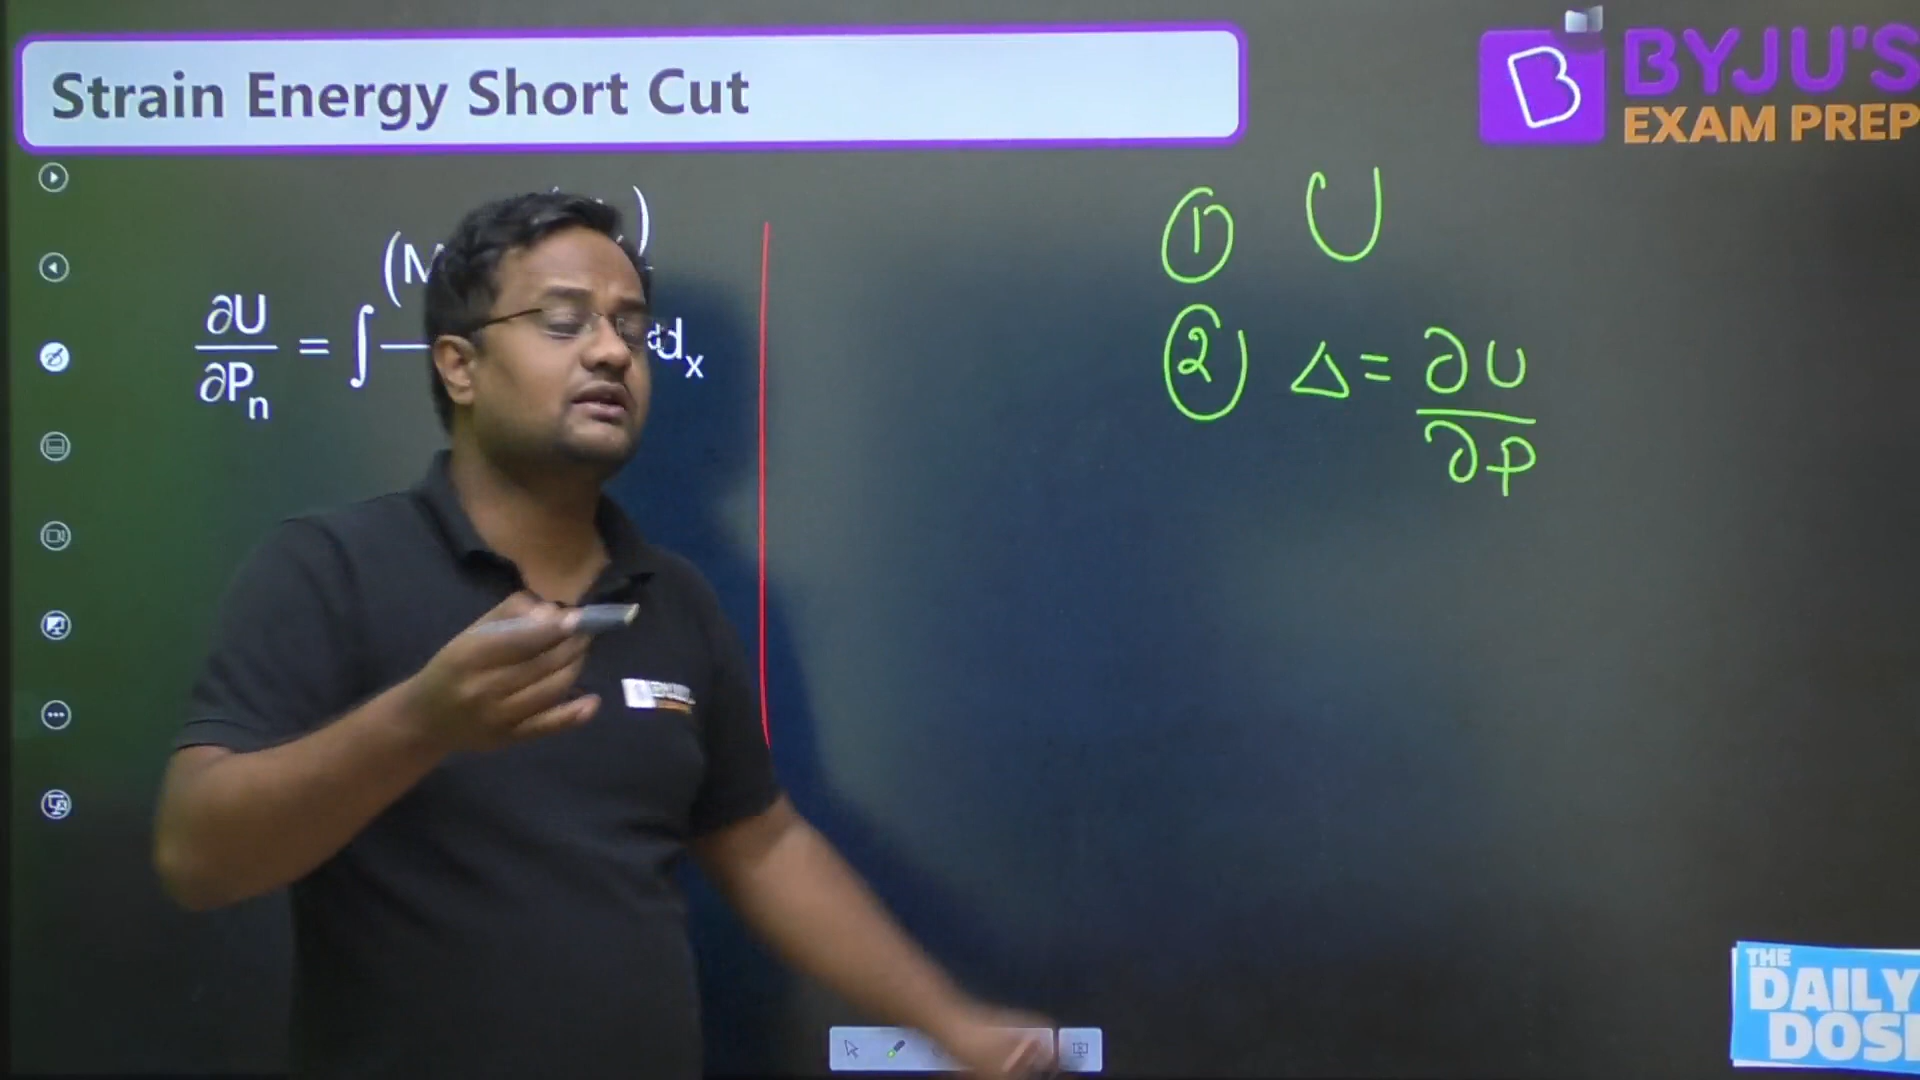 Strain Energy Short Cut
BYJU'S
EXAM PREP
∂U
∂Pₙ
= ∫
(M
)
dₓ
① U
② Δ = ∂U
∂P
THE
DAILY
DOS